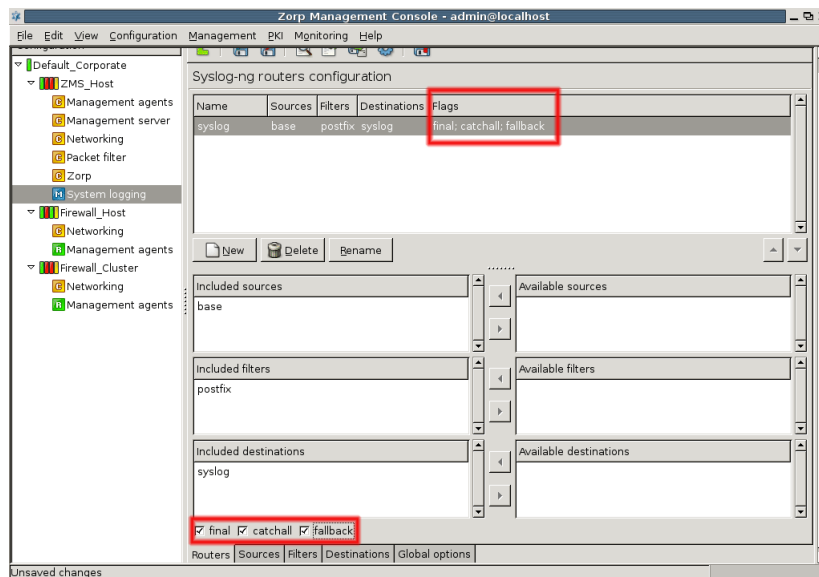 Zorp Management Console - admin@localhost
File Edit View Configuration Management PKI Monitoring Help
Default_Corporate
ZMS_Host
Management agents
Management server
Networking
Packet filter
Zorp
System logging
Firewall_Host
Networking
Management agents
Firewall_Cluster
Networking
Management agents
Syslog-ng routers configuration
Name Sources Filters Destinations Flags
syslog base postfix syslog final; catchall; fallback
New Delete Rename
Included sources Available sources
base
Included filters Available filters
postfix
Included destinations Available destinations
syslog
final catchall fallback
Routers Sources Filters Destinations Global options
Unsaved changes